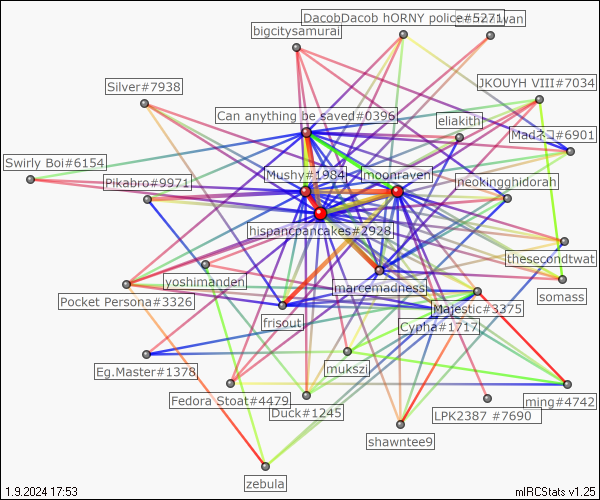 DacobDacob hORNY police#5271
bigcitysamurai
JKOUYH VIII#7034
Silver#7938
Can anything be saved#0396
eliakith
Madネコ#6901
Swirly Boi#6154
Mushy#1984
moonraven
Pikabro#9971
neokingghidorah
hispancpancakes#2928
thesecondtwat
yoshimanden
marcemadness
somass
Pocket Persona#3326
Majestic#3375
frisout
Cypha#1717
Eg.Master#1378
mukszi
Fedora Stoat#4479
ming#4742
Duck#1245
LPK2387 #7690
shawntee9
zebula
1.9.2024 17:53
mIRCStats v1.25